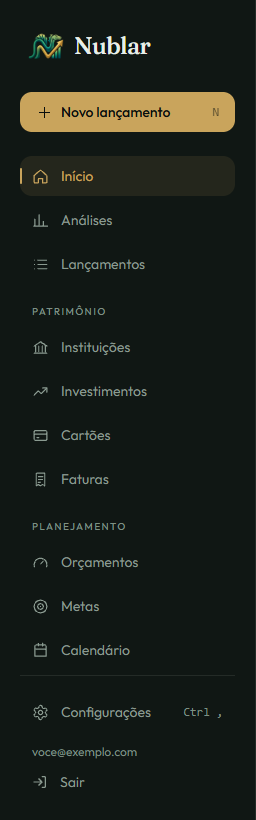 Nublar
Novo lançamento N
Início
Análises
Lançamentos
PATRIMÔNIO
Instituições
Investimentos
Cartões
Faturas
PLANEJAMENTO
Orçamentos
Metas
Calendário
Configurações Ctrl ,
voce@exemplo.com
Sair